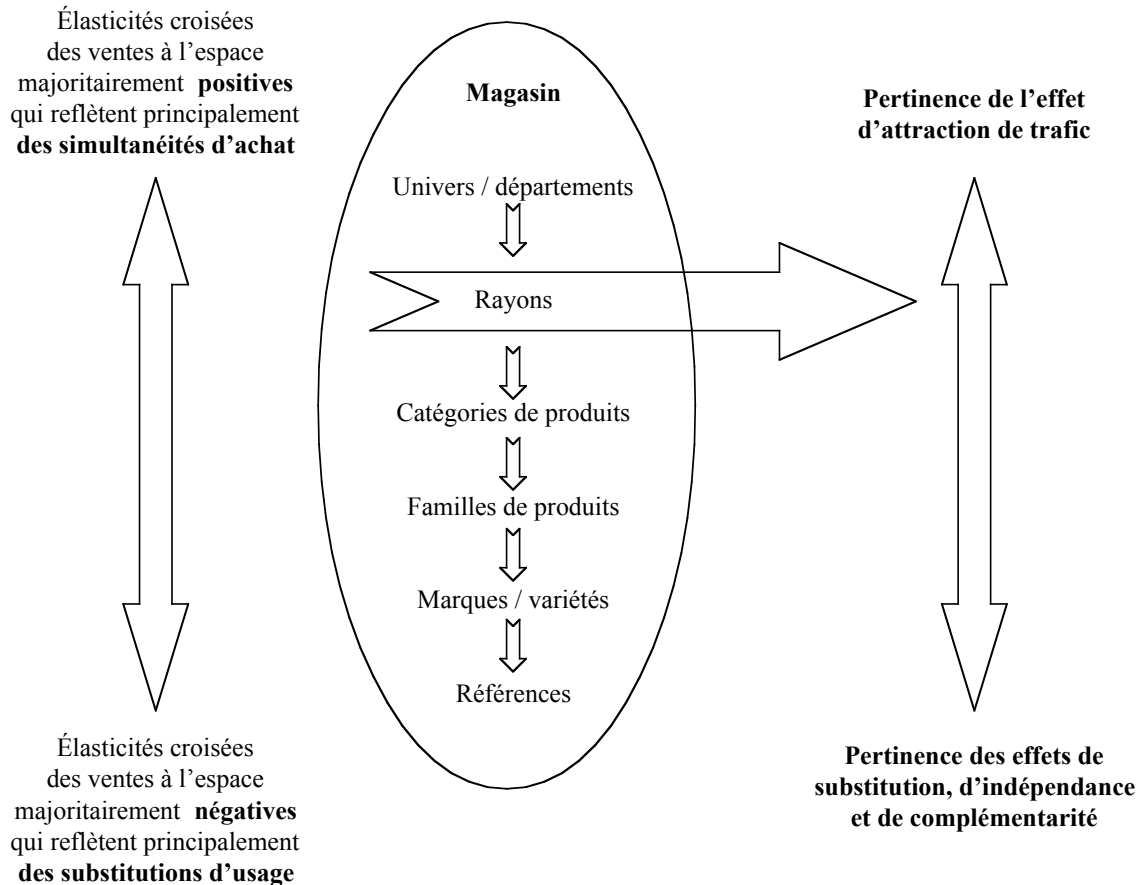 Élasticités croisées
des ventes à l’espace
majoritairement positives
qui reflètent principalement
des simultanéités d’achat
Magasin
Pertinence de l’effet
d’attraction de trafic
Univers / départements
Rayons
Catégories de produits
Familles de produits
Marques / variétés
Références
Élasticités croisées
des ventes à l’espace
majoritairement négatives
qui reflètent principalement
des substitutions d’usage
Pertinence des effets de
substitution, d’indépendance
et de complémentarité